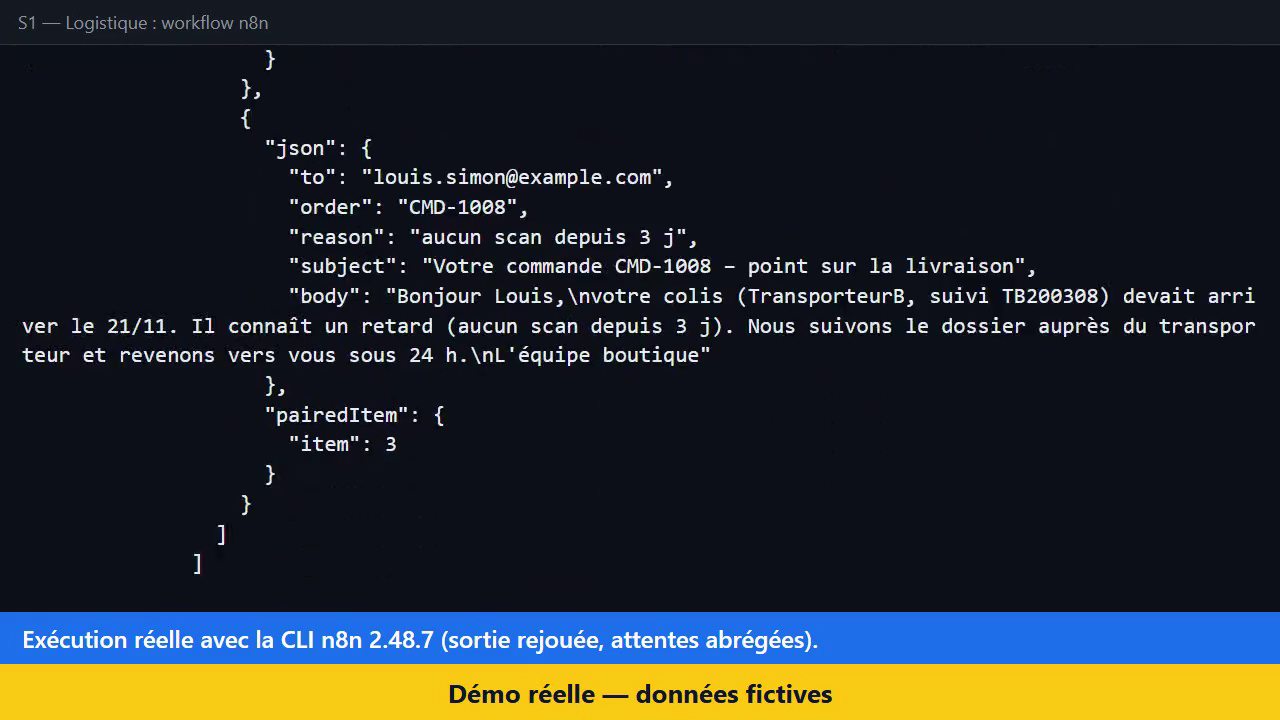 S1 — Logistique : workflow n8n
}
},
{
"json": {
"to": "louis.simon@example.com",
"order": "CMD-1008",
"reason": "aucun scan depuis 3 j",
"subject": "Votre commande CMD-1008 – point sur la livraison",
"body": "Bonjour Louis,\nvotre colis (TransporteurB, suivi TB200308) devait arri
ver le 21/11. Il connaît un retard (aucun scan depuis 3 j). Nous suivons le dossier auprès du transpor
teur et revenons vers vous sous 24 h.\nL'équipe boutique"
},
"pairedItem": {
"item": 3
}
}
]
]
Exécution réelle avec la CLI n8n 2.48.7 (sortie rejouée, attentes abrégées).
Démo réelle — données fictives